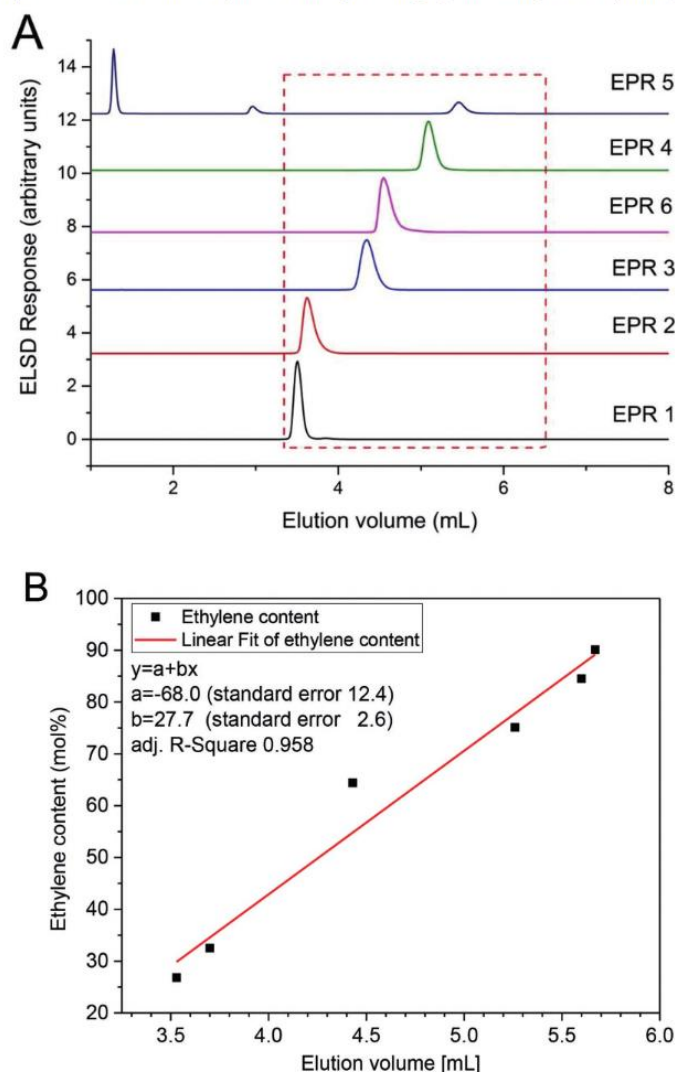 A
ELSD Response (arbitrary units)
14
12
10
8
6
4
2
0
EPR 5
EPR 4
EPR 6
EPR 3
EPR 2
EPR 1
2
4
6
8
Elution volume (mL)
B
Ethylene content (mol%)
100
90
80
70
60
50
40
30
20
Ethylene content
Linear Fit of ethylene content
y=a+bx
a=-68.0 (standard error 12.4)
b=27.7 (standard error 2.6)
adj. R-Square 0.958
3.5
4.0
4.5
5.0
5.5
6.0
Elution volume [mL]